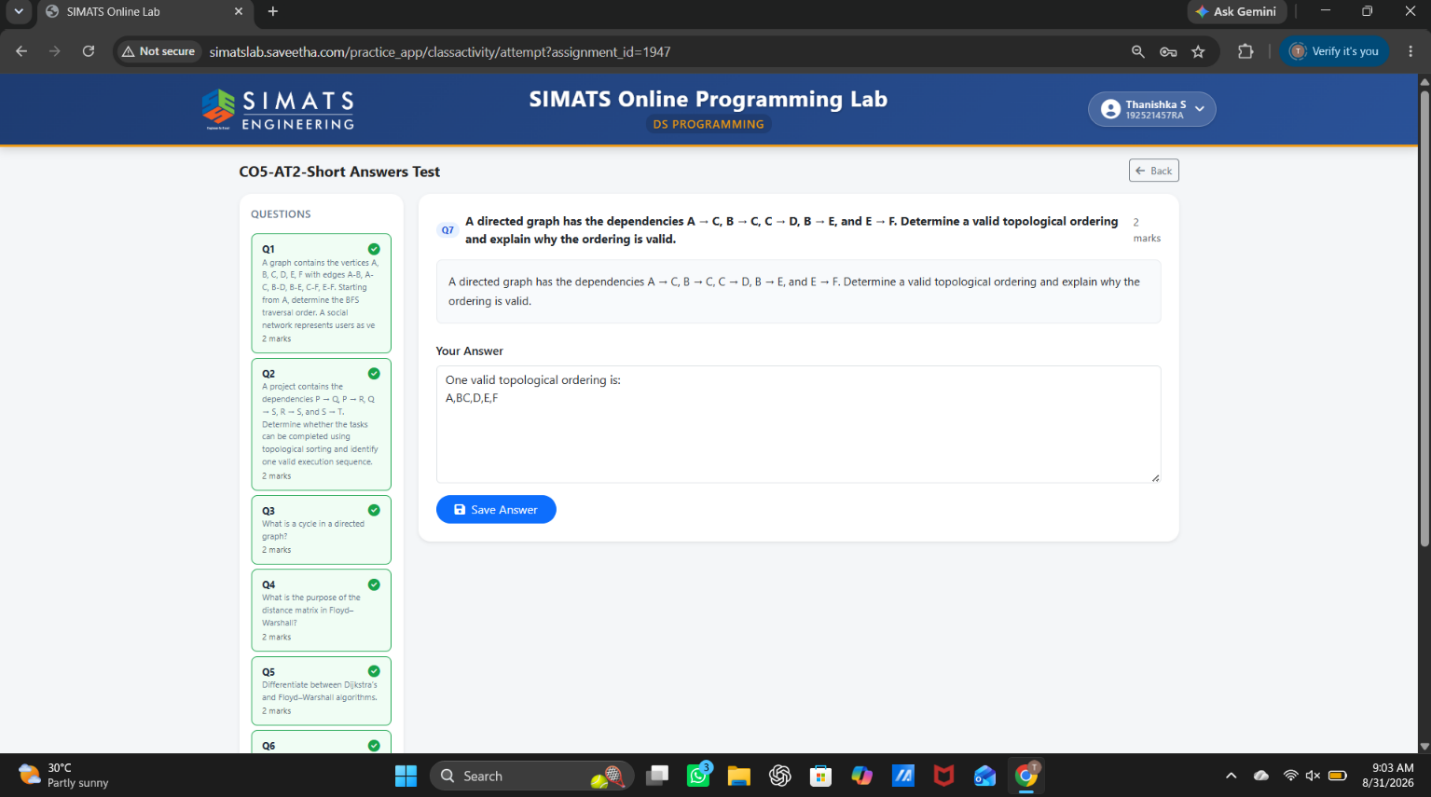 SIMATS Online Lab
Ask Gemini
Not secure
simatslab.saveetha.com/practice_app/classactivity/attempt?assignment_id=1947
T
Verify it's you
SIMATS
ENGINEERING
SIMATS Online Programming Lab
DS PROGRAMMING
Thanishka S
192521457RA
CO5-AT2-Short Answers Test
← Back
QUESTIONS
Q1
A graph contains the vertices A,
B, C, D, E, F with edges A-B, A-
C, B-D, B-E, C-F, E-F. Starting
from A, determine the BFS
traversal order. A social
network represents users as ve
2 marks
Q2
A project contains the
dependencies P → Q, P → R, Q
→ S, R → S, and S → T.
Determine whether the tasks
can be completed using
topological sorting and identify
one valid execution sequence.
2 marks
Q3
What is a cycle in a directed
graph?
2 marks
Q4
What is the purpose of the
distance matrix in Floyd–
Warshall?
2 marks
Q5
Differentiate between Dijkstra's
and Floyd–Warshall algorithms.
2 marks
Q6
Q7
A directed graph has the dependencies A → C, B → C, C → D, B → E, and E → F. Determine a valid topological ordering
and explain why the ordering is valid.
2
marks
A directed graph has the dependencies A → C, B → C, C → D, B → E, and E → F. Determine a valid topological ordering and explain why the
ordering is valid.
Your Answer
One valid topological ordering is:
A,BC,D,E,F
Save Answer
30°C
Partly sunny
Search
3
T
9:03 AM
8/31/2026